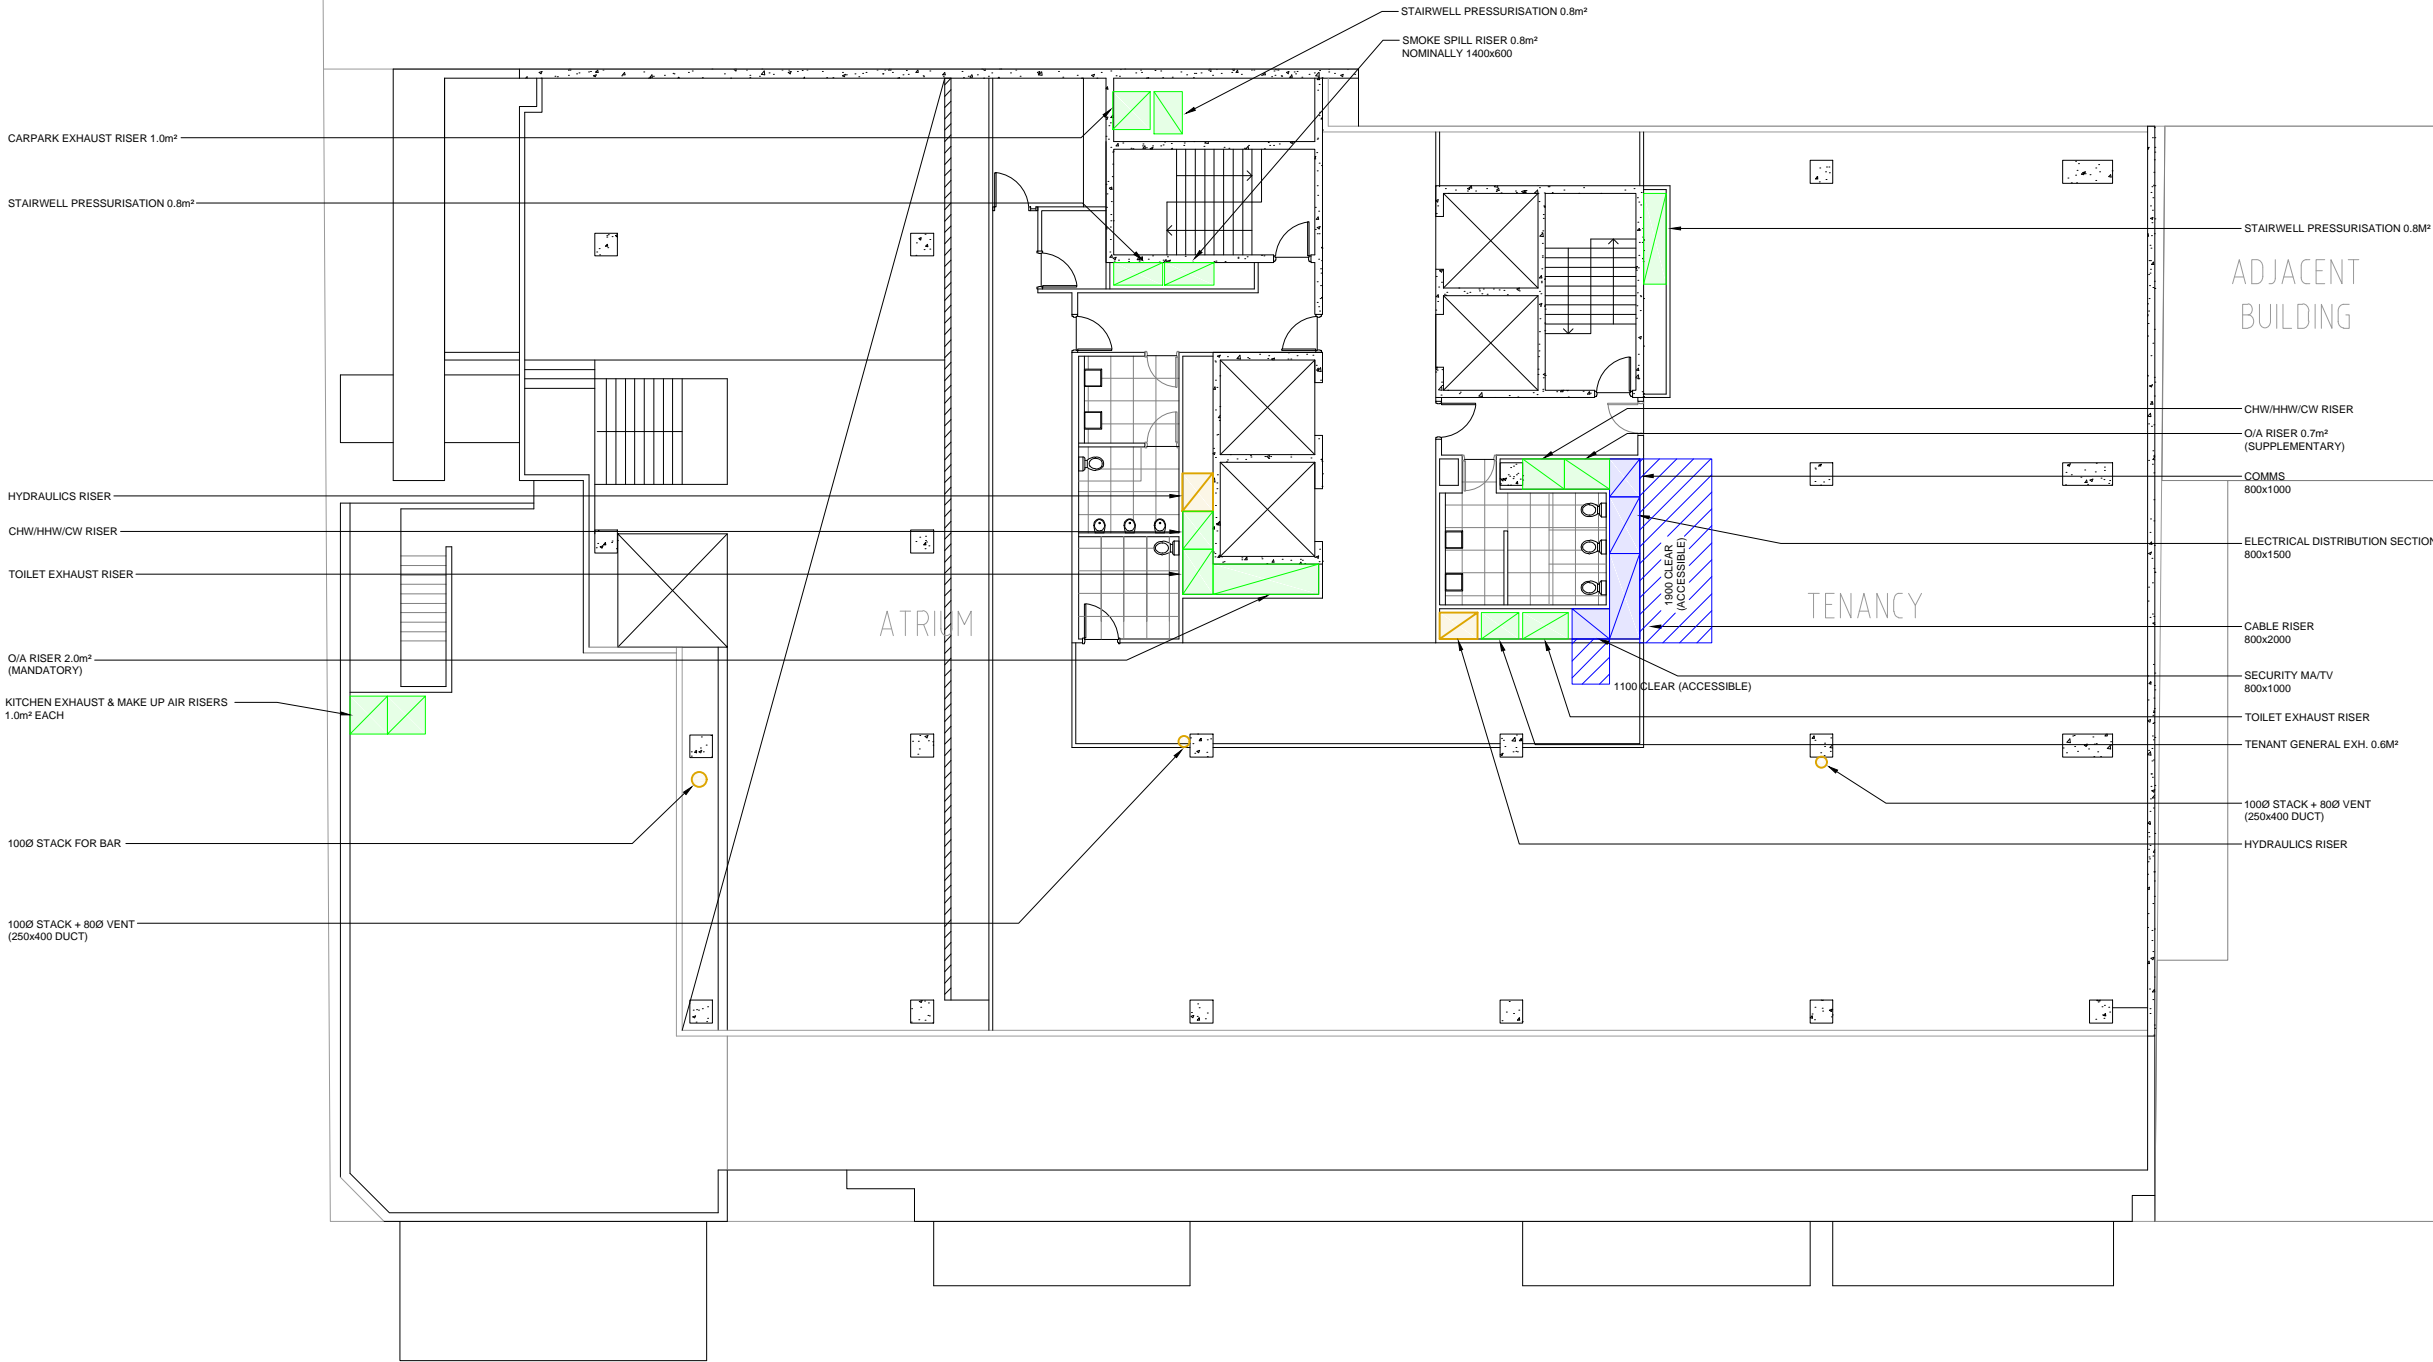 STAIRWELL PRESSURISATION 0.8m²
SMOKE SPILL RISER 0.8m²
NOMINALLY 1400x600
CARPARK EXHAUST RISER 1.0m²
STAIRWELL PRESSURISATION 0.8m²
HYDRAULICS RISER
CHW/HHW/CW RISER
TOILET EXHAUST RISER
O/A RISER 2.0m²
(MANDATORY)
KITCHEN EXHAUST & MAKE UP AIR RISERS
1.0m² EACH
100Ø STACK FOR BAR
100Ø STACK + 80Ø VENT
(250x400 DUCT)
ATRIUM
1900 CLEAR
(ACCESSIBLE)
1100 CLEAR (ACCESSIBLE)
TENANCY
STAIRWELL PRESSURISATION 0.8M²
ADJACENT
BUILDING
CHW/HHW/CW RISER
O/A RISER 0.7m²
(SUPPLEMENTARY)
COMMS
800x1000
ELECTRICAL DISTRIBUTION SECTION
800x1500
CABLE RISER
800x2000
SECURITY MA/TV
800x1000
TOILET EXHAUST RISER
TENANT GENERAL EXH. 0.6M²
100Ø STACK + 80Ø VENT
(250x400 DUCT)
HYDRAULICS RISER